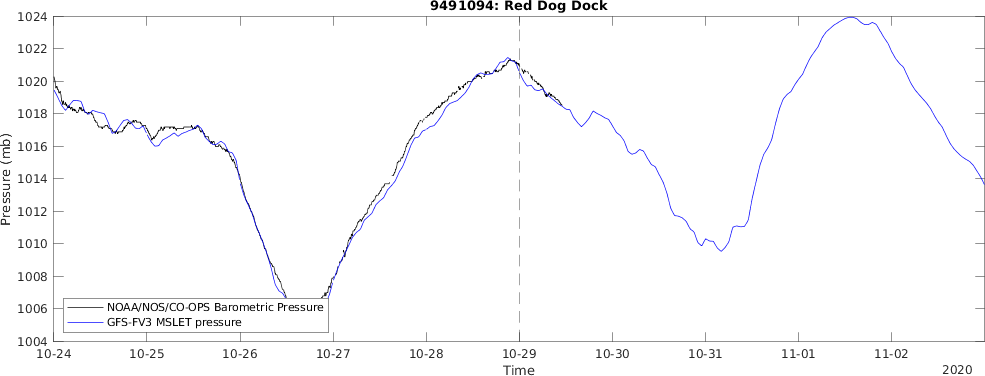 9491094: Red Dog Dock
Pressure (mb)
1024
1022
1020
1018
1016
1014
1012
1010
1008
1006
1004
NOAA/NOS/CO-OPS Barometric Pressure
GFS-FV3 MSLET pressure
10-24 10-25 10-26 10-27 10-28 10-29 10-30 10-31 11-01 11-02
Time
2020